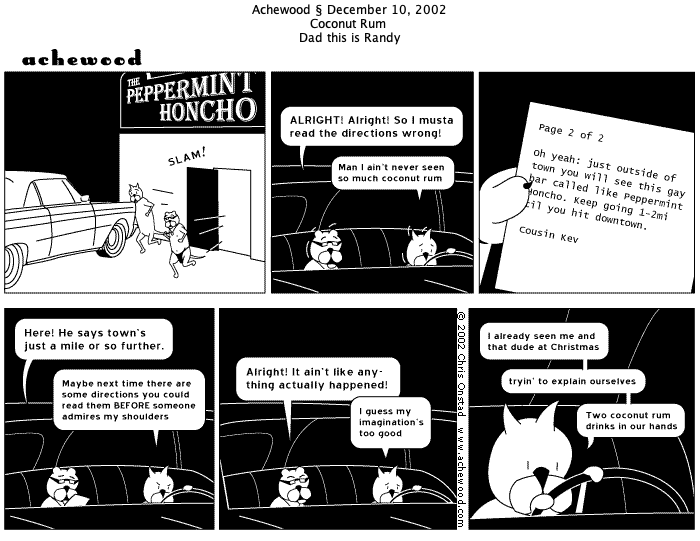 Achewood § December 10, 2002
Coconut Rum
Dad this is Randy
achewood
THE
PEPPERMINT
HONCHO
SLAM!
ALRIGHT! Alright! So I musta
read the directions wrong!
Man I ain't never seen
so much coconut rum
Page 2 of 2
Oh yeah: just outside of
town you will see this gay
bar called like Peppermint
Honcho. Keep going 1-2mi
til you hit downtown.
Cousin Kev
Here! He says town's
just a mile or so further.
Maybe next time there are
some directions you could
read them BEFORE someone
admires my shoulders
Alright! It ain't like any-
thing actually happened!
I guess my
imagination's
too good
© 2002 Chris Onstad www.achewood.com
I already seen me and
that dude at Christmas
tryin' to explain ourselves
Two coconut rum
drinks in our hands